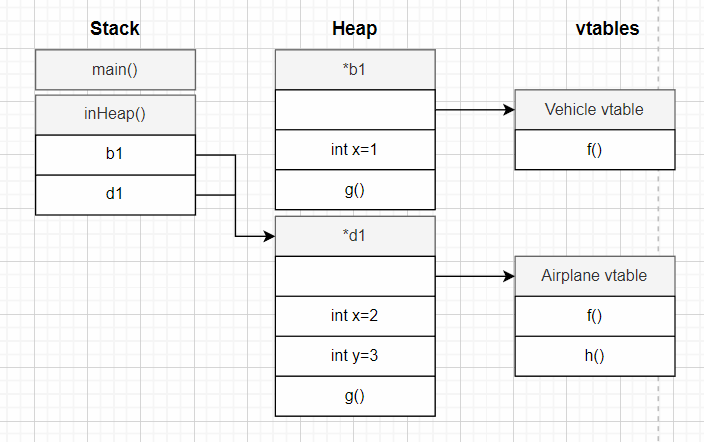 Stack
main()
inHeap()
b1
d1
Heap
*b1
int x=1
g()
*d1
int x=2
int y=3
g()
vtables
Vehicle vtable
f()
Airplane vtable
f()
h()